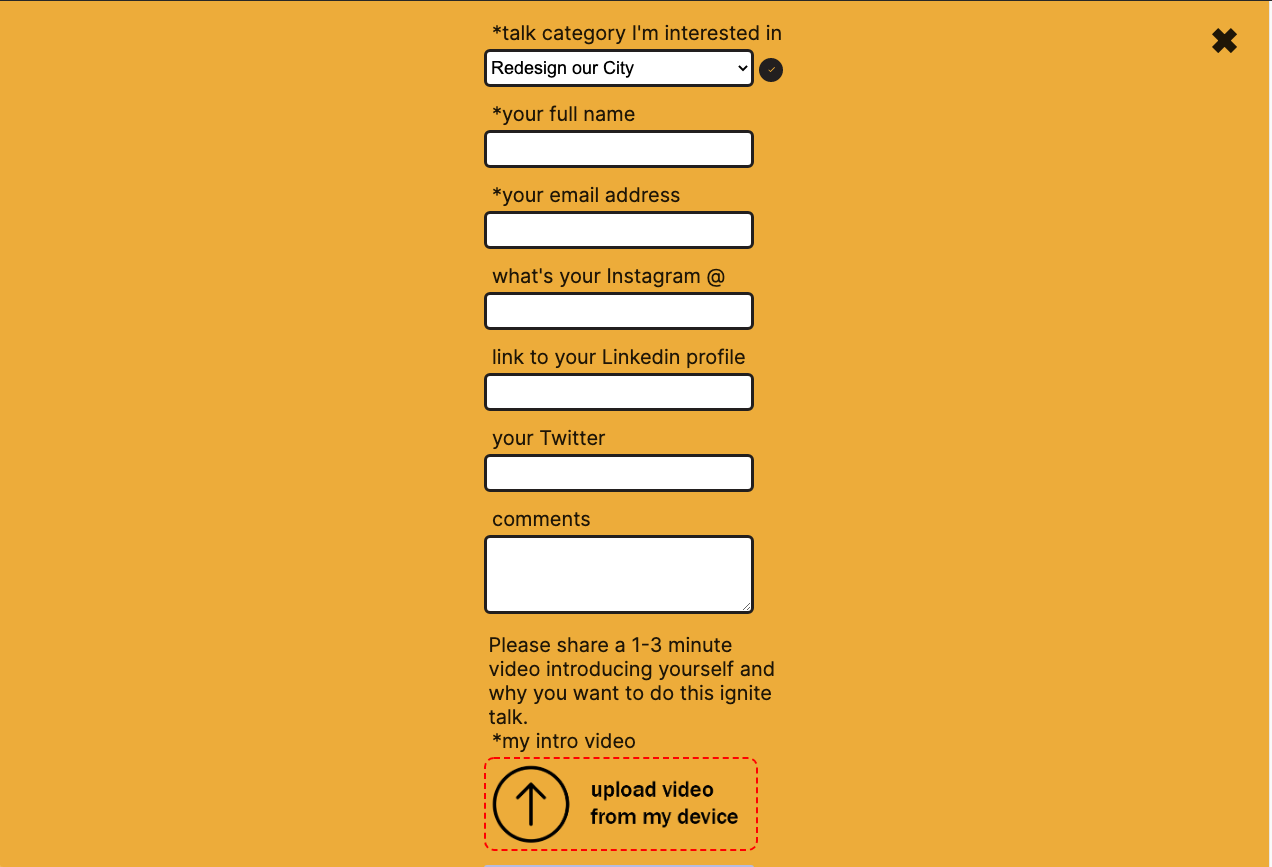 *talk category I'm interested in
Redesign our City
*your full name
*your email address
what's your Instagram @
link to your Linkedin profile
your Twitter
comments
Please share a 1-3 minute
video introducing yourself and
why you want to do this ignite
talk.
*my intro video
upload video
from my device